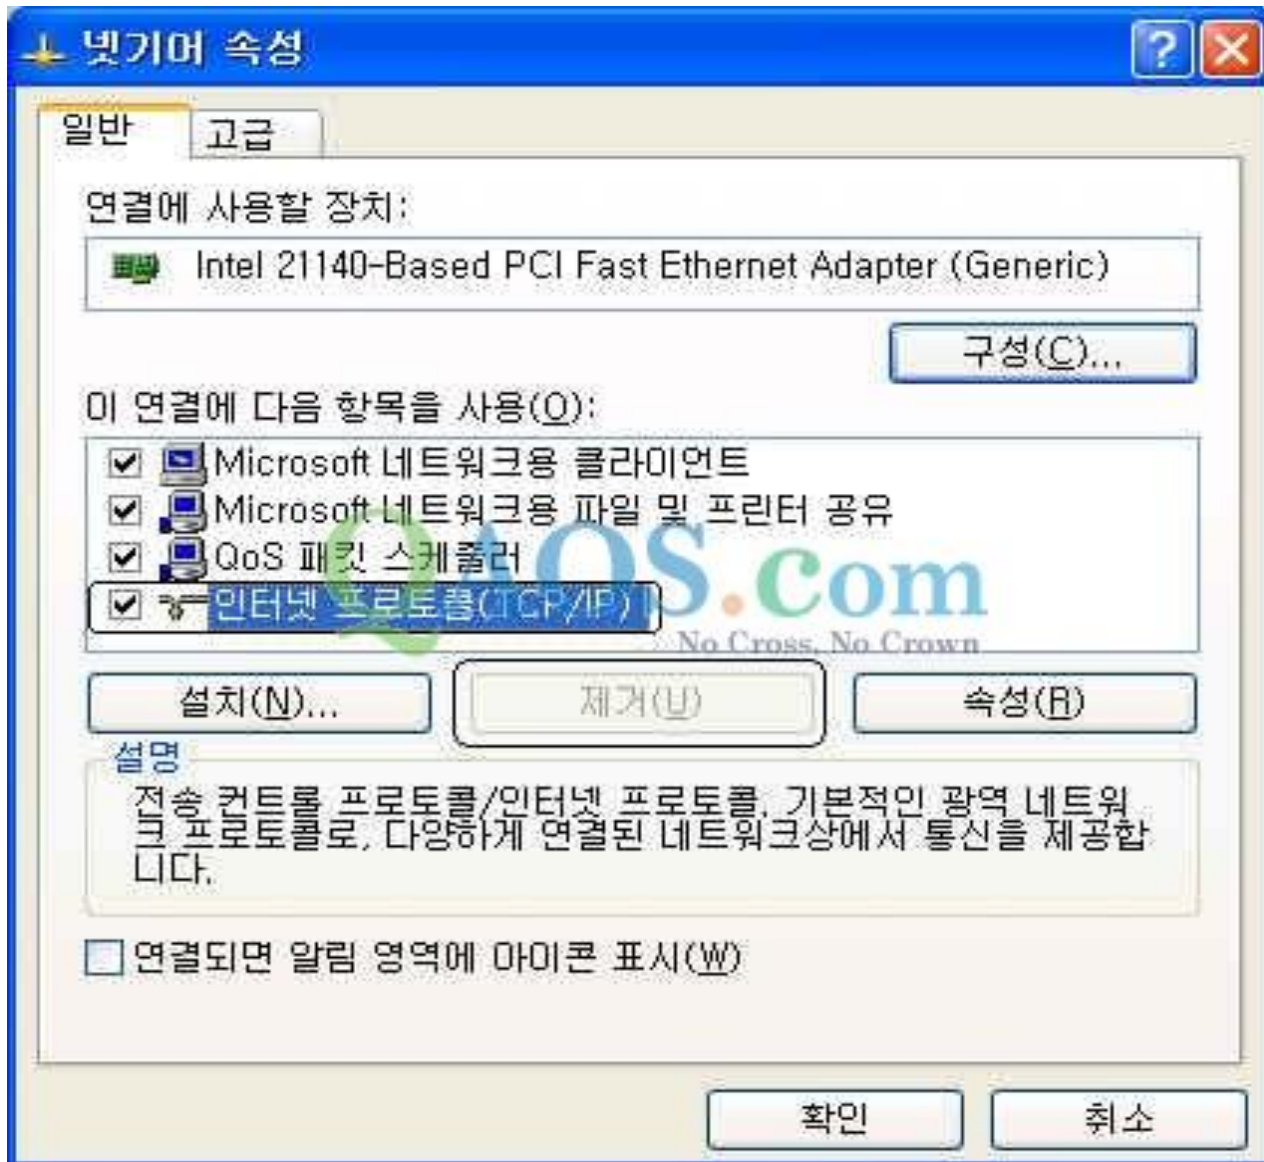 넷기어 속성
일반
고급
연결에 사용할 장치:
Intel 21140-Based PCI Fast Ethernet Adapter (Generic)
구성(C)...
이 연결에 다음 항목을 사용(O):
Microsoft 네트워크용 클라이언트
Microsoft 네트워크용 파일 및 프린터 공유
QoS 패킷 스케줄러
인터넷 프로토콜(TCP/IP)
QAOS.com
No Cross, No Crown
설치(N)...
제거(U)
속성(R)
설명
전송 컨트롤 프로토콜/인터넷 프로토콜. 기본적인 광역 네트워
크 프로토콜로, 다양하게 연결된 네트워크상에서 통신을 제공합
니다.
연결되면 알림 영역에 아이콘 표시(W)
확인
취소